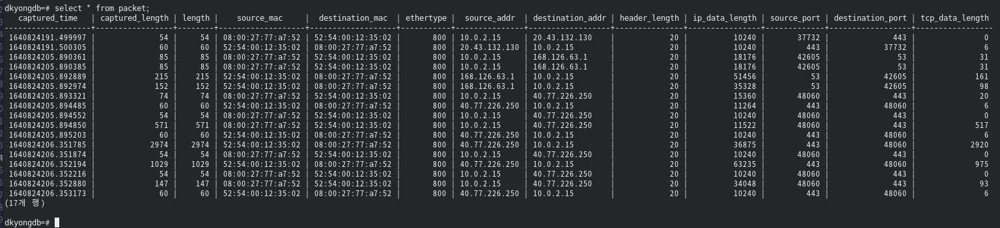 dkyongdb=# select * from packet;
captured_time | captured_length | length | source_mac | destination_mac | ethertype | source_addr | destination_addr | header_length | ip_data_length | source_port | destination_port | tcp_data_length
---------------+-----------------+--------+-------------------+-------------------+-----------+---------------+------------------+---------------+----------------+-------------+------------------+-----------------
1640824191.499997 | 54 | 54 | 08:00:27:77:a7:52 | 52:54:00:12:35:02 | 800 | 10.0.2.15 | 20.43.132.130 | 20 | 10240 | 37732 | 443 | 0
1640824191.500305 | 60 | 60 | 52:54:00:12:35:02 | 08:00:27:77:a7:52 | 800 | 20.43.132.130 | 10.0.2.15 | 20 | 10240 | 443 | 37732 | 6
1640824205.890361 | 85 | 85 | 08:00:27:77:a7:52 | 52:54:00:12:35:02 | 800 | 10.0.2.15 | 168.126.63.1 | 20 | 18176 | 42605 | 53 | 31
1640824205.890385 | 85 | 85 | 08:00:27:77:a7:52 | 52:54:00:12:35:02 | 800 | 10.0.2.15 | 168.126.63.1 | 20 | 18176 | 42605 | 53 | 31
1640824205.892889 | 215 | 215 | 52:54:00:12:35:02 | 08:00:27:77:a7:52 | 800 | 168.126.63.1 | 10.0.2.15 | 20 | 51456 | 53 | 42605 | 161
1640824205.892974 | 152 | 152 | 52:54:00:12:35:02 | 08:00:27:77:a7:52 | 800 | 168.126.63.1 | 10.0.2.15 | 20 | 35328 | 53 | 42605 | 98
1640824205.893321 | 74 | 74 | 08:00:27:77:a7:52 | 52:54:00:12:35:02 | 800 | 10.0.2.15 | 40.77.226.250 | 20 | 15360 | 48060 | 443 | 20
1640824205.894485 | 60 | 60 | 52:54:00:12:35:02 | 08:00:27:77:a7:52 | 800 | 40.77.226.250 | 10.0.2.15 | 20 | 11264 | 443 | 48060 | 6
1640824205.894552 | 54 | 54 | 08:00:27:77:a7:52 | 52:54:00:12:35:02 | 800 | 10.0.2.15 | 40.77.226.250 | 20 | 10240 | 48060 | 443 | 0
1640824205.894850 | 571 | 571 | 08:00:27:77:a7:52 | 52:54:00:12:35:02 | 800 | 10.0.2.15 | 40.77.226.250 | 20 | 11522 | 48060 | 443 | 517
1640824205.895203 | 60 | 60 | 52:54:00:12:35:02 | 08:00:27:77:a7:52 | 800 | 40.77.226.250 | 10.0.2.15 | 20 | 10240 | 443 | 48060 | 6
1640824206.351785 | 2974 | 2974 | 52:54:00:12:35:02 | 08:00:27:77:a7:52 | 800 | 40.77.226.250 | 10.0.2.15 | 20 | 36875 | 443 | 48060 | 2920
1640824206.351874 | 54 | 54 | 08:00:27:77:a7:52 | 52:54:00:12:35:02 | 800 | 10.0.2.15 | 40.77.226.250 | 20 | 10240 | 48060 | 443 | 0
1640824206.352194 | 1029 | 1029 | 52:54:00:12:35:02 | 08:00:27:77:a7:52 | 800 | 40.77.226.250 | 10.0.2.15 | 20 | 63235 | 443 | 48060 | 975
1640824206.352216 | 54 | 54 | 08:00:27:77:a7:52 | 52:54:00:12:35:02 | 800 | 10.0.2.15 | 40.77.226.250 | 20 | 10240 | 48060 | 443 | 0
1640824206.352880 | 147 | 147 | 08:00:27:77:a7:52 | 52:54:00:12:35:02 | 800 | 10.0.2.15 | 40.77.226.250 | 20 | 34048 | 48060 | 443 | 93
1640824206.353173 | 60 | 60 | 52:54:00:12:35:02 | 08:00:27:77:a7:52 | 800 | 40.77.226.250 | 10.0.2.15 | 20 | 10240 | 443 | 48060 | 6
(17개 행)
dkyongdb=#